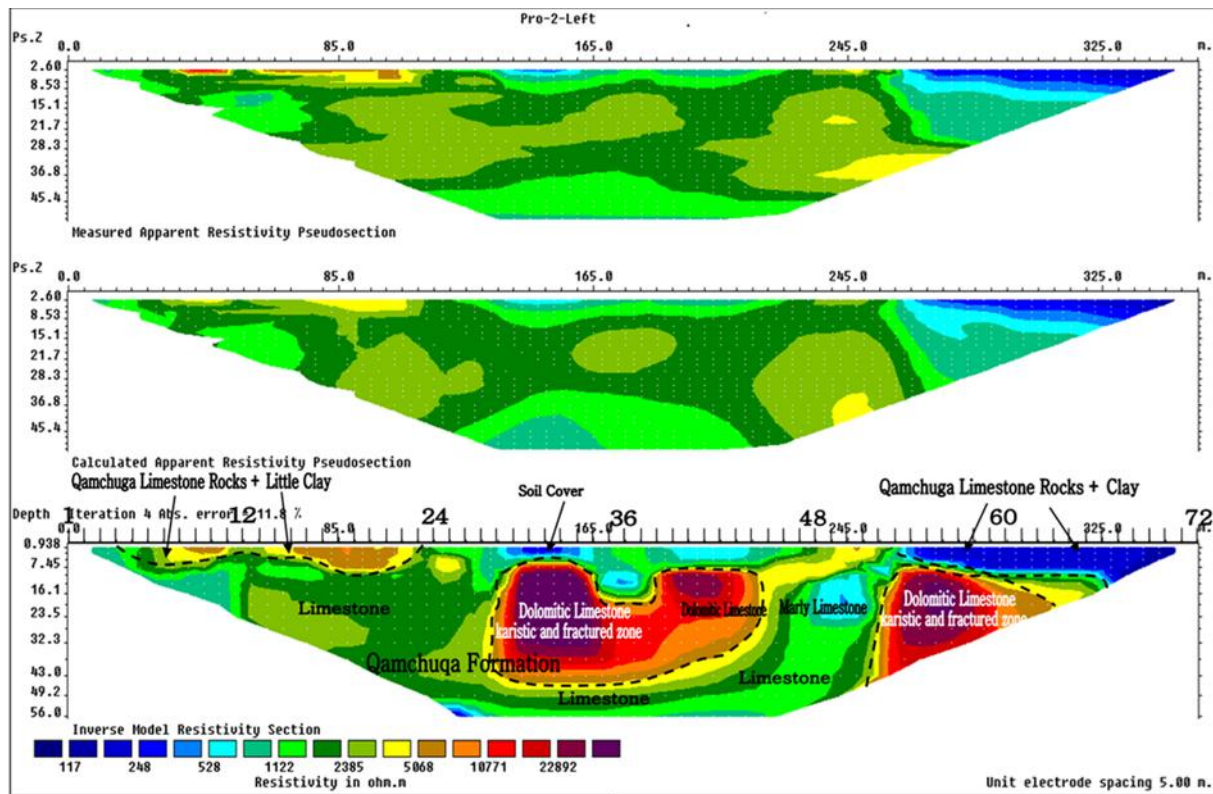 Pro-2-Left
Ps.Z 0.0 85.0 165.0 245.0 325.0 m.
2.60
8.53
15.1
21.7
28.3
36.8
45.4
Measured Apparent Resistivity Pseudosection
Ps.Z 0.0 85.0 165.0 245.0 325.0 m.
2.60
8.53
15.1
21.7
28.3
36.8
45.4
Calculated Apparent Resistivity Pseudosection
Qamchuga Limestone Rocks + Little Clay
Soil Cover
Qamchuga Limestone Rocks + Clay
Depth Iteration 4 Abs. error = 11.8 %
1 12 24 36 48 60 72
0.0 85.0 165.0 245.0 325.0 m.
0.938
7.45
16.1
23.5
32.3
43.0
49.2
56.0
Limestone
Dolomitic Limestone
karistic and fractured zone
Dolomitic Limestone
Marly Limestone
Dolomitic Limestone
karistic and fractured zone
Qamchuqa Formation
Limestone
Limestone
Inverse Model Resistivity Section
117 248 528 1122 2385 5068 10771 22892
Resistivity in ohm.m
Unit electrode spacing 5.00 m.